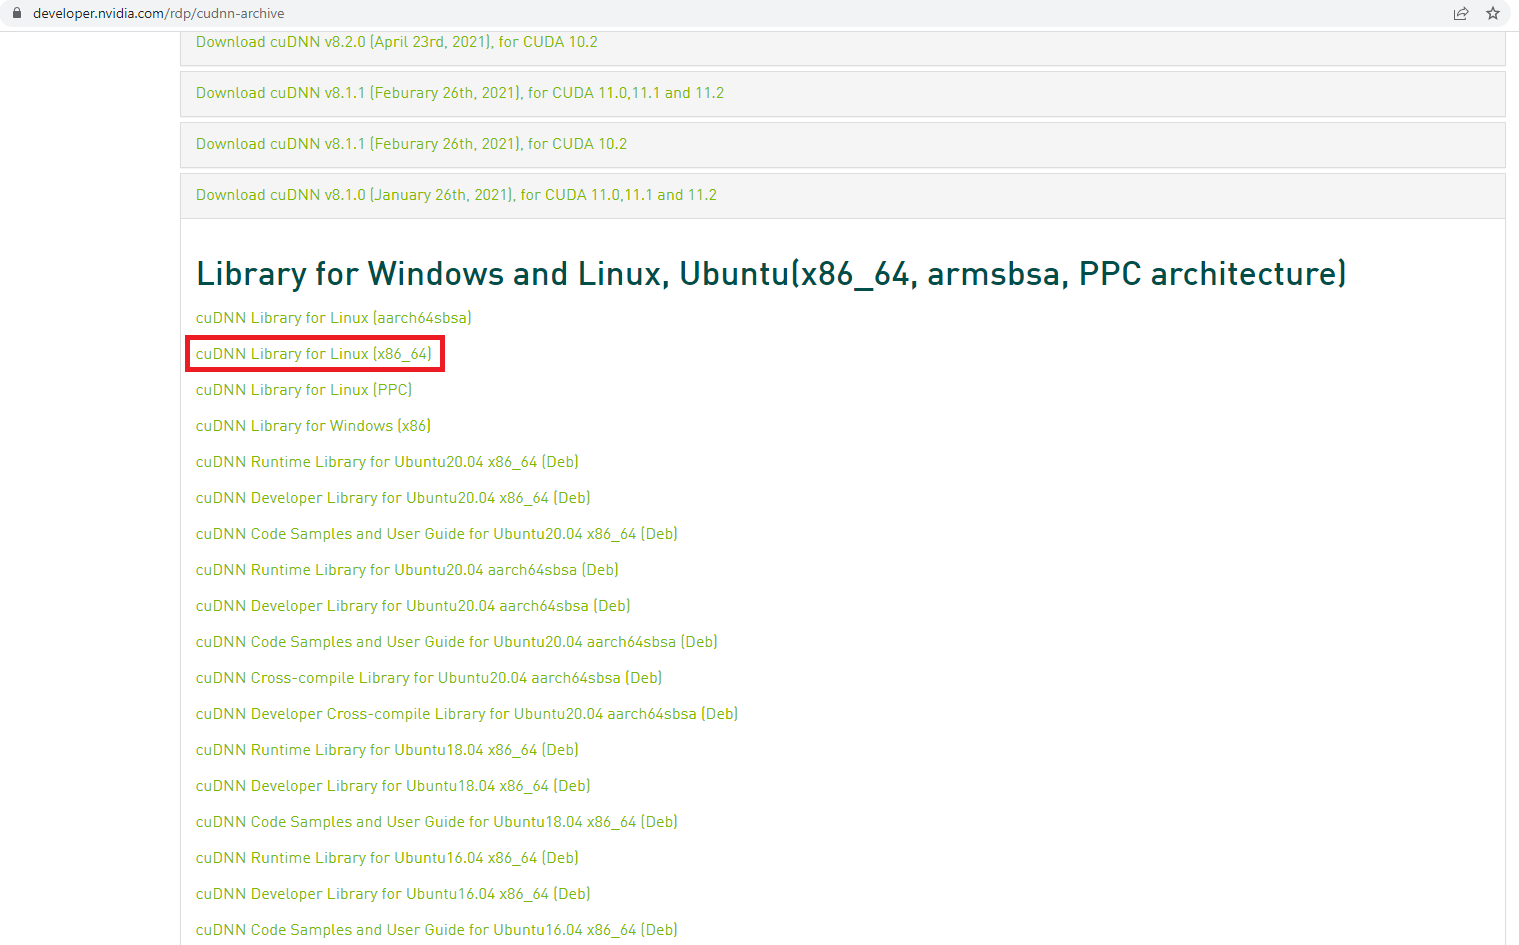 developer.nvidia.com/rdp/cudnn-archive
Download cuDNN v8.2.0 (April 23rd, 2021), for CUDA 10.2
Download cuDNN v8.1.1 (Feburary 26th, 2021), for CUDA 11.0,11.1 and 11.2
Download cuDNN v8.1.1 (Feburary 26th, 2021), for CUDA 10.2
Download cuDNN v8.1.0 (January 26th, 2021), for CUDA 11.0,11.1 and 11.2
Library for Windows and Linux, Ubuntu(x86_64, armsbsa, PPC architecture)
cuDNN Library for Linux (aarch64sbsa)
cuDNN Library for Linux (x86_64)
cuDNN Library for Linux (PPC)
cuDNN Library for Windows (x86)
cuDNN Runtime Library for Ubuntu20.04 x86_64 (Deb)
cuDNN Developer Library for Ubuntu20.04 x86_64 (Deb)
cuDNN Code Samples and User Guide for Ubuntu20.04 x86_64 (Deb)
cuDNN Runtime Library for Ubuntu20.04 aarch64sbsa (Deb)
cuDNN Developer Library for Ubuntu20.04 aarch64sbsa (Deb)
cuDNN Code Samples and User Guide for Ubuntu20.04 aarch64sbsa (Deb)
cuDNN Cross-compile Library for Ubuntu20.04 aarch64sbsa (Deb)
cuDNN Developer Cross-compile Library for Ubuntu20.04 aarch64sbsa (Deb)
cuDNN Runtime Library for Ubuntu18.04 x86_64 (Deb)
cuDNN Developer Library for Ubuntu18.04 x86_64 (Deb)
cuDNN Code Samples and User Guide for Ubuntu18.04 x86_64 (Deb)
cuDNN Runtime Library for Ubuntu16.04 x86_64 (Deb)
cuDNN Developer Library for Ubuntu16.04 x86_64 (Deb)
cuDNN Code Samples and User Guide for Ubuntu16.04 x86_64 (Deb)